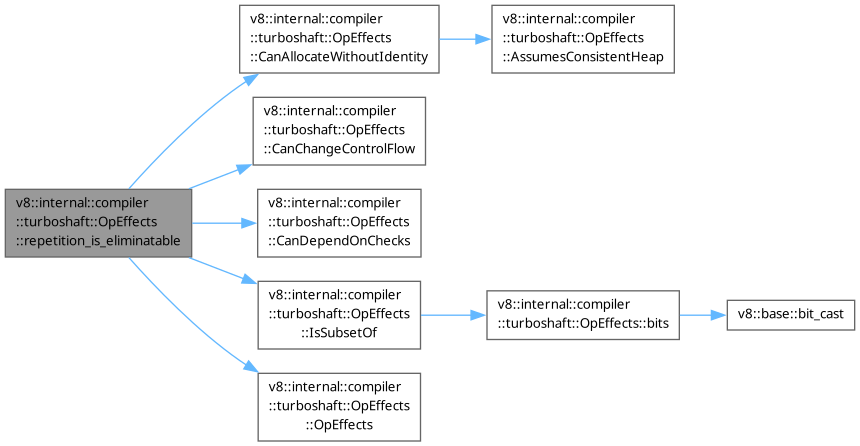 v8::internal::compiler
::turboshaft::OpEffects
::repetition_is_eliminatable
v8::internal::compiler
::turboshaft::OpEffects
::CanAllocateWithoutIdentity
v8::internal::compiler
::turboshaft::OpEffects
::AssumesConsistentHeap
v8::internal::compiler
::turboshaft::OpEffects
::CanChangeControlFlow
v8::internal::compiler
::turboshaft::OpEffects
::CanDependOnChecks
v8::internal::compiler
::turboshaft::OpEffects
::IsSubsetOf
v8::internal::compiler
::turboshaft::OpEffects::bits
v8::base::bit_cast
v8::internal::compiler
::turboshaft::OpEffects
::OpEffects